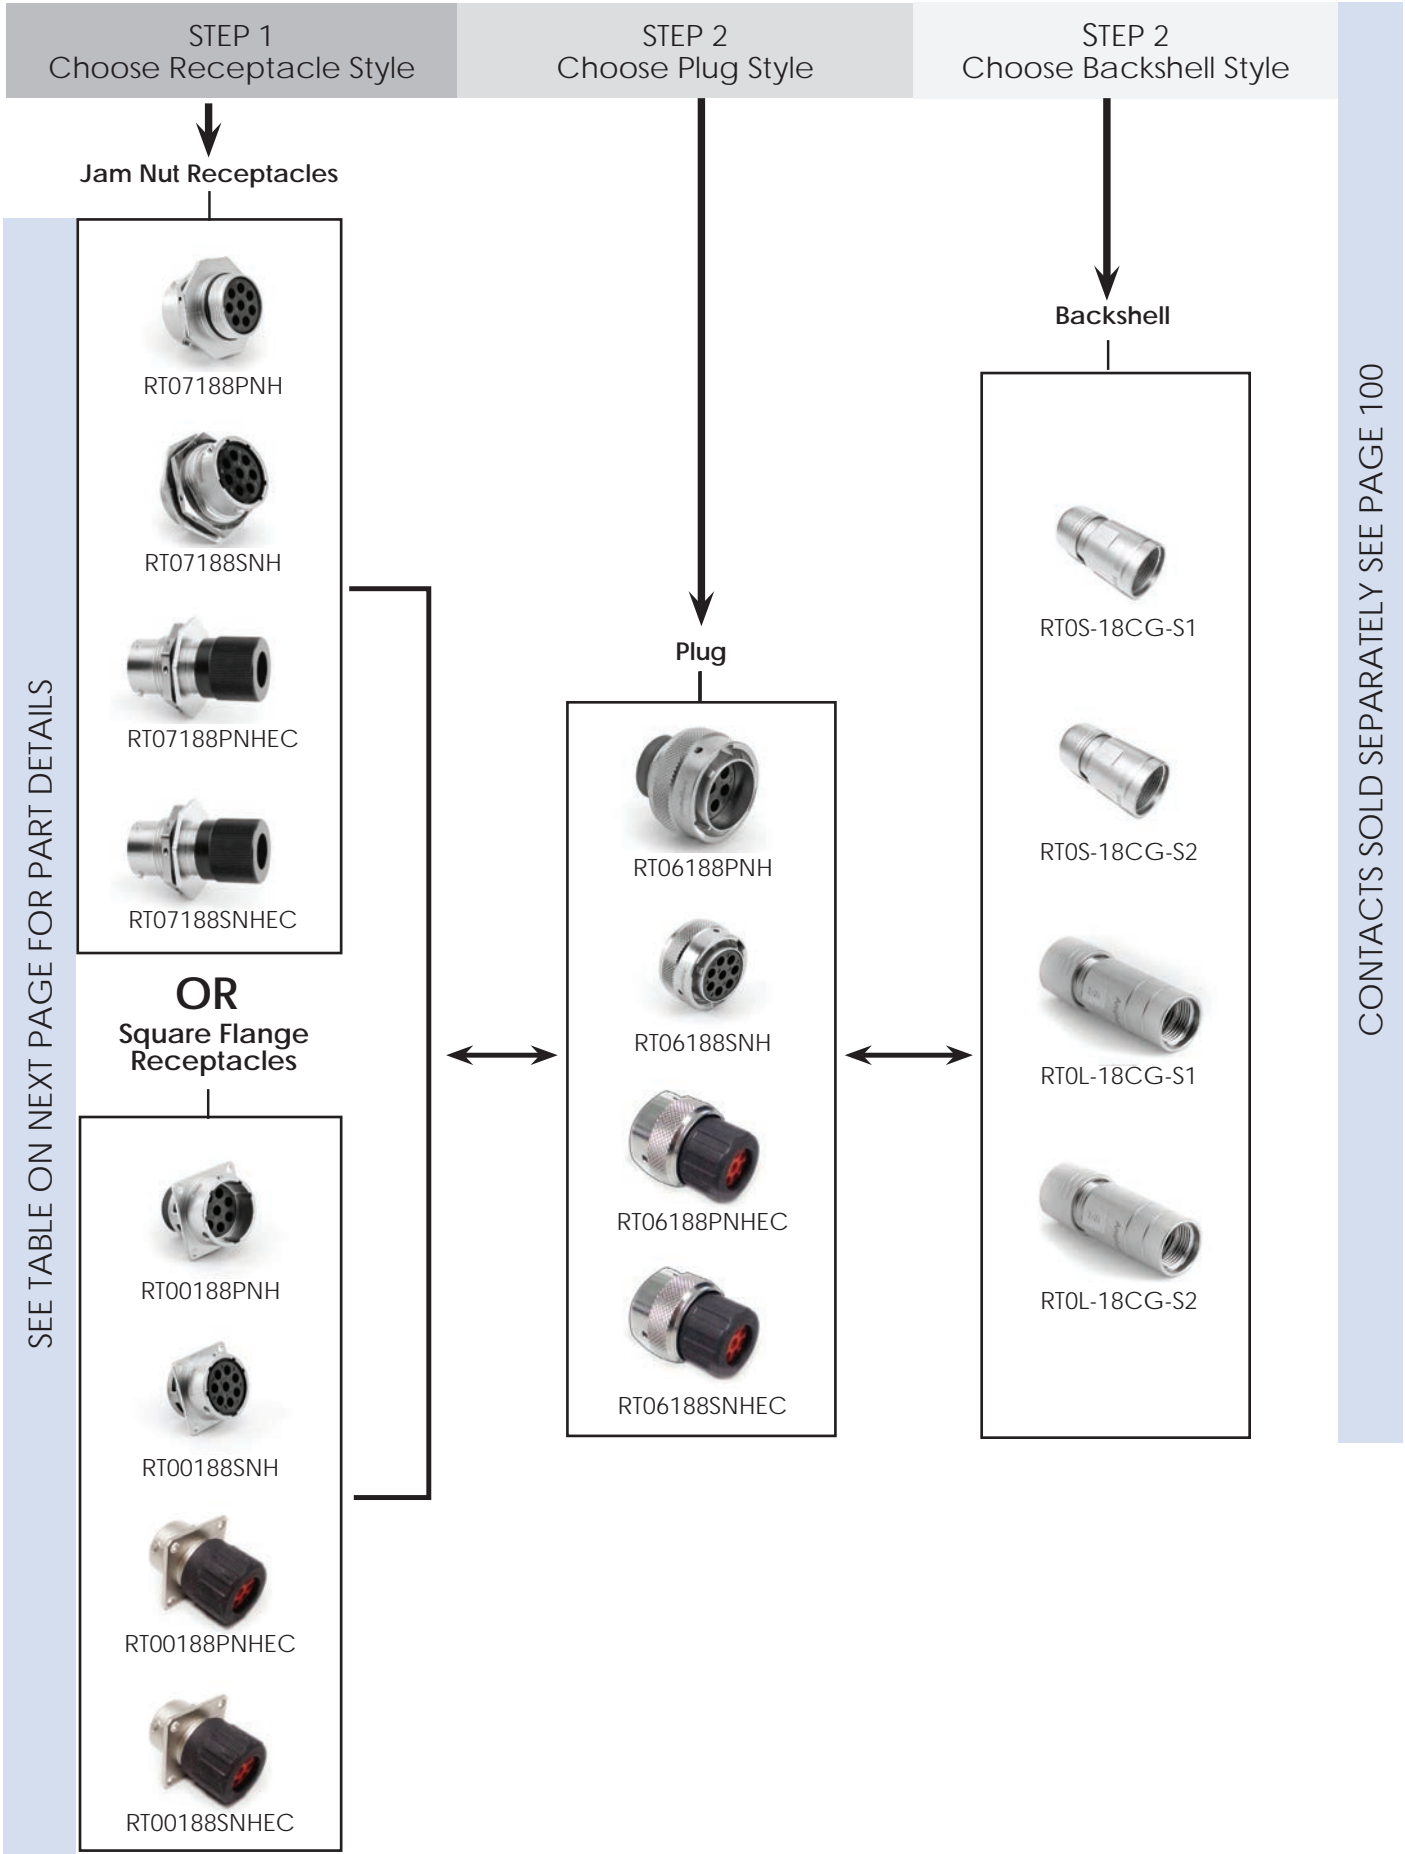 STEP 1
Choose Receptacle Style
STEP 2
Choose Plug Style
STEP 2
Choose Backshell Style
Jam Nut Receptacles
RT07188PNH
RT07188SNH
RT07188PNHEC
RT07188SNHEC
OR
Square Flange
Receptacles
RT00188PNH
RT00188SNH
RT00188PNHEC
RT00188SNHEC
Plug
RT06188PNH
RT06188SNH
RT06188PNHEC
RT06188SNHEC
Backshell
RT0S-18CG-S1
RT0S-18CG-S2
RT0L-18CG-S1
RT0L-18CG-S2
SEE TABLE ON NEXT PAGE FOR PART DETAILS
CONTACTS SOLD SEPARATELY SEE PAGE 100